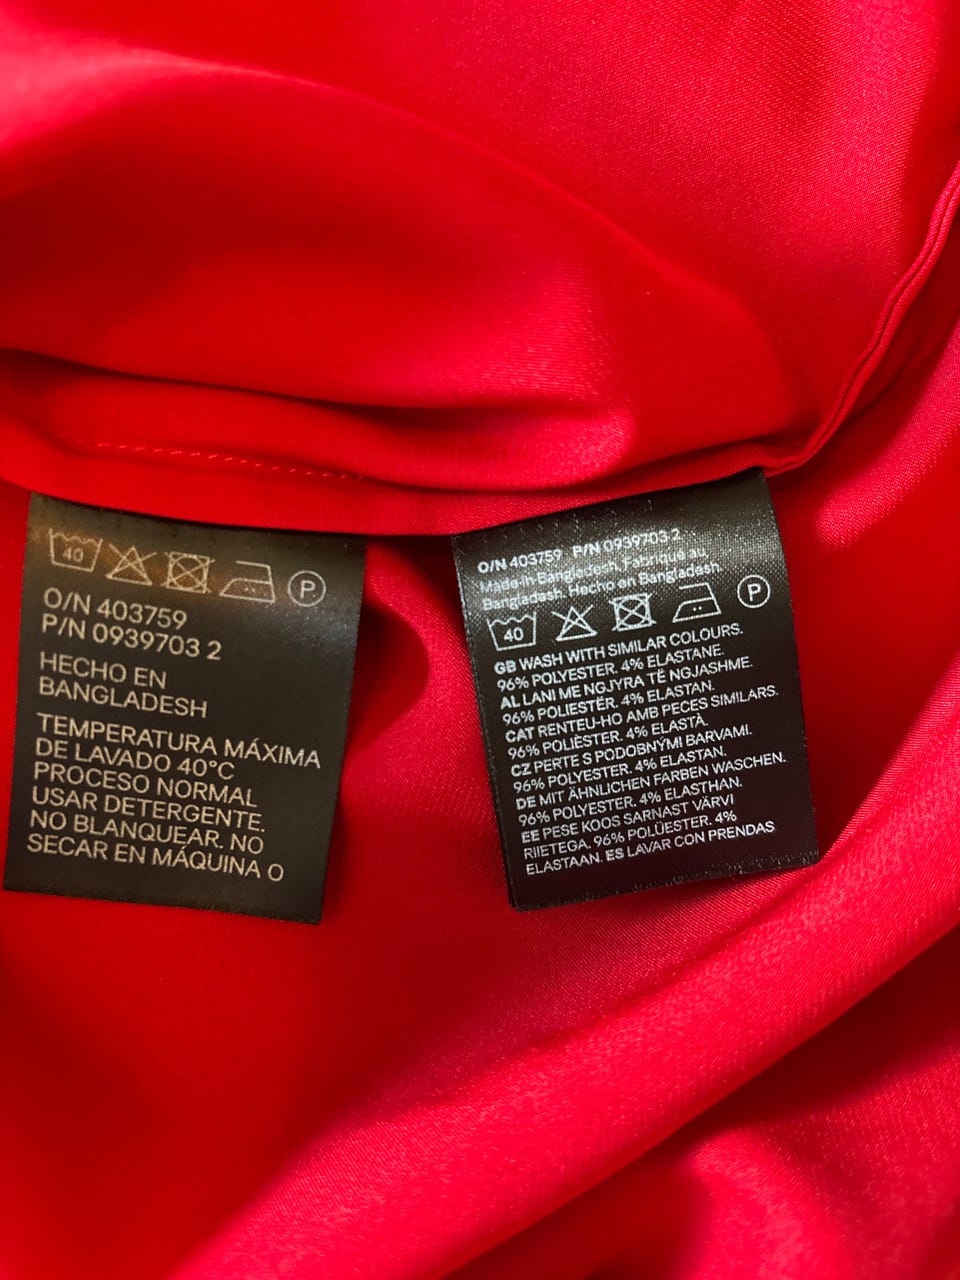 40
P
O/N 403759
P/N 0939703 2
HECHO EN
BANGLADESH
TEMPERATURA MÁXIMA
DE LAVADO 40°C
PROCESO NORMAL
USAR DETERGENTE.
NO BLANQUEAR. NO
SECAR EN MÁQUINA O
O/N 403759 P/N 0939703 2
Made in Bangladesh, Fabriqué au
Bangladesh, Hecho en Bangladesh
40
P
GB WASH WITH SIMILAR COLOURS.
96% POLYESTER. 4% ELASTANE.
AL LANI ME NGJYRA TË NGJASHME.
96% POLIESTËR. 4% ELASTAN.
CAT RENTEU-HO AMB PECES SIMILARS.
96% POLIÈSTER. 4% ELASTÀ.
CZ PERTE S PODOBNÝMI BARVAMI.
96% POLYESTER. 4% ELASTAN.
DE MIT ÄHNLICHEN FARBEN WASCHEN.
96% POLYESTER. 4% ELASTHAN.
EE PESE KOOS SARNAST VÄRVI
RIIETEGA. 96% POLÜESTER. 4%
ELASTAAN. ES LAVAR CON PRENDAS